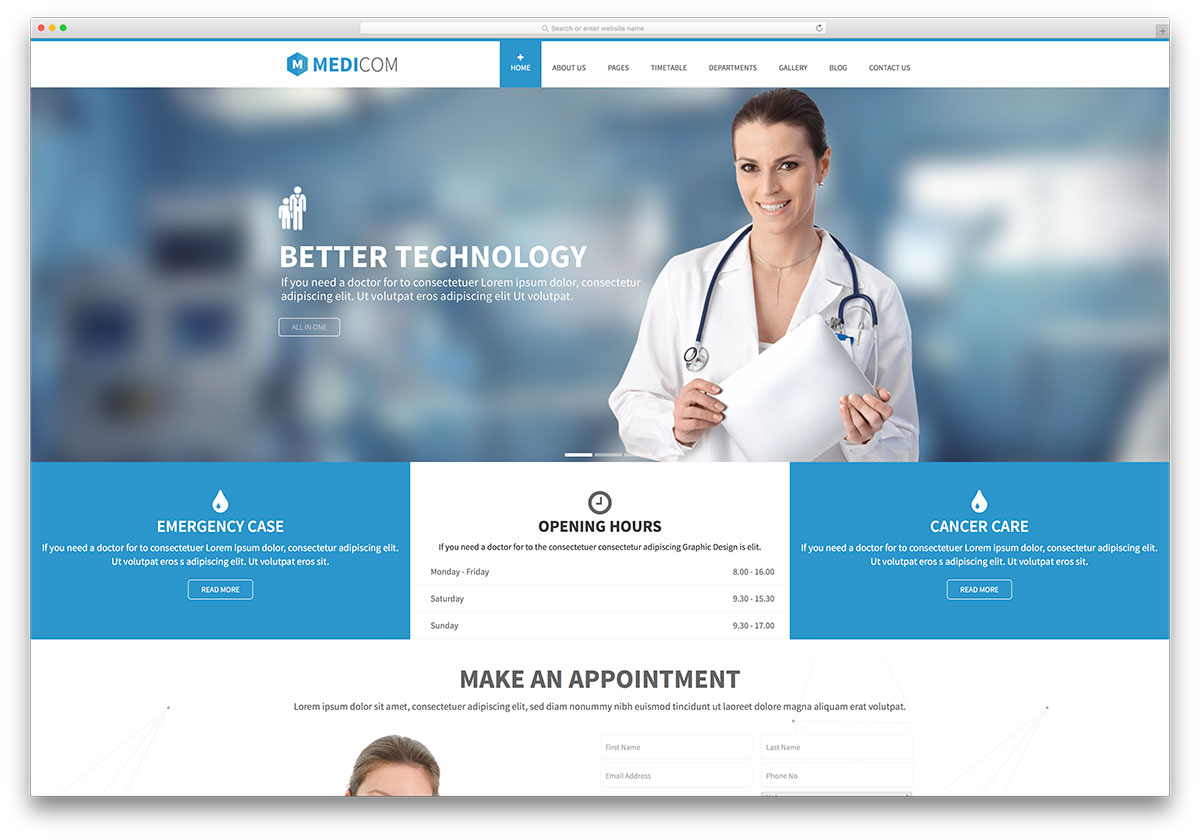 Search or enter website name
M MEDICOM
HOME ABOUT US PAGES TIMETABLE DEPARTMENTS GALLERY BLOG CONTACT US
BETTER TECHNOLOGY
If you need a doctor for to consectetuer Lorem ipsum dolor, consectetur
adipiscing elit. Ut volutpat eros adipiscing elit Ut volutpat.
ALL IN ONE
EMERGENCY CASE
If you need a doctor for to consectetuer Lorem ipsum dolor, consectetur adipiscing elit.
Ut volutpat eros s adipiscing elit. Ut volutpat eros sit.
READ MORE
OPENING HOURS
If you need a doctor for to the consectetuer consectetur adipiscing Graphic Design is elit.
Monday - Friday 8.00 - 16.00
Saturday 9.30 - 15.30
Sunday 9.30 - 17.00
CANCER CARE
If you need a doctor for to consectetuer Lorem ipsum dolor, consectetur adipiscing elit.
Ut volutpat eros s adipiscing elit. Ut volutpat eros sit.
READ MORE
MAKE AN APPOINTMENT
Lorem ipsum dolor sit amet, consectetuer adipiscing elit, sed diam nonummy nibh euismod tincidunt ut laoreet dolore magna aliquam erat volutpat.
First Name Last Name
Email Address Phone No